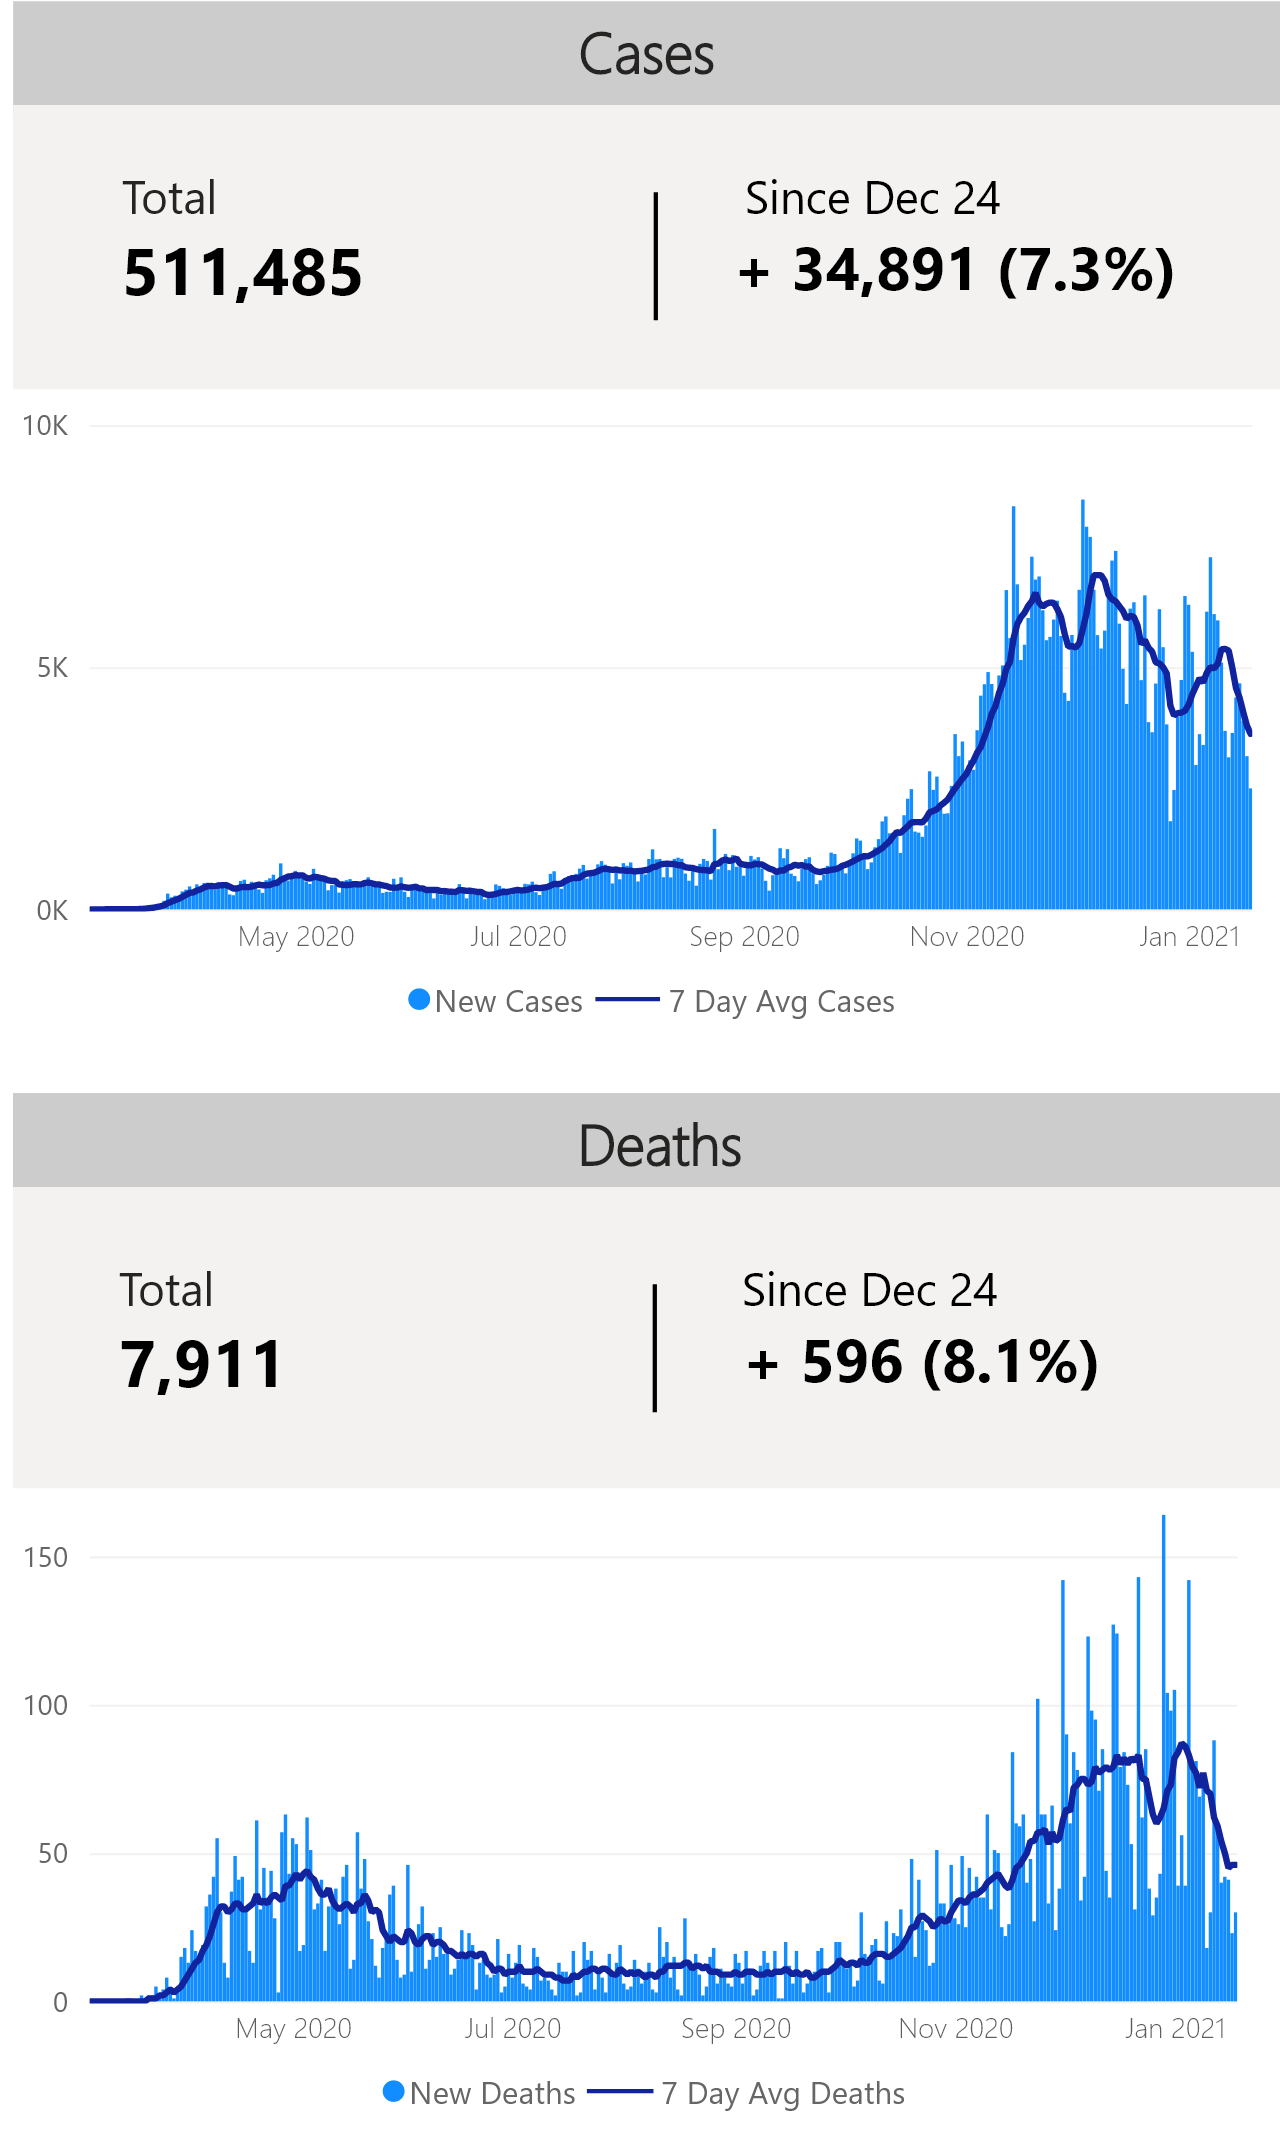 Cases
Total
Since Dec 24
511,485
+ 34,891 (7.3%)
10K
5K
0K
May 2020
Jul 2020
Sep 2020
Nov 2020
Jan 2021
New Cases
7 Day Avg Cases
Deaths
Total
Since Dec 24
7,911
+ 596 (8.1%)
150
100
50
0
May 2020
Jul 2020
Sep 2020
Nov 2020
Jan 2021
New Deaths
7 Day Avg Deaths